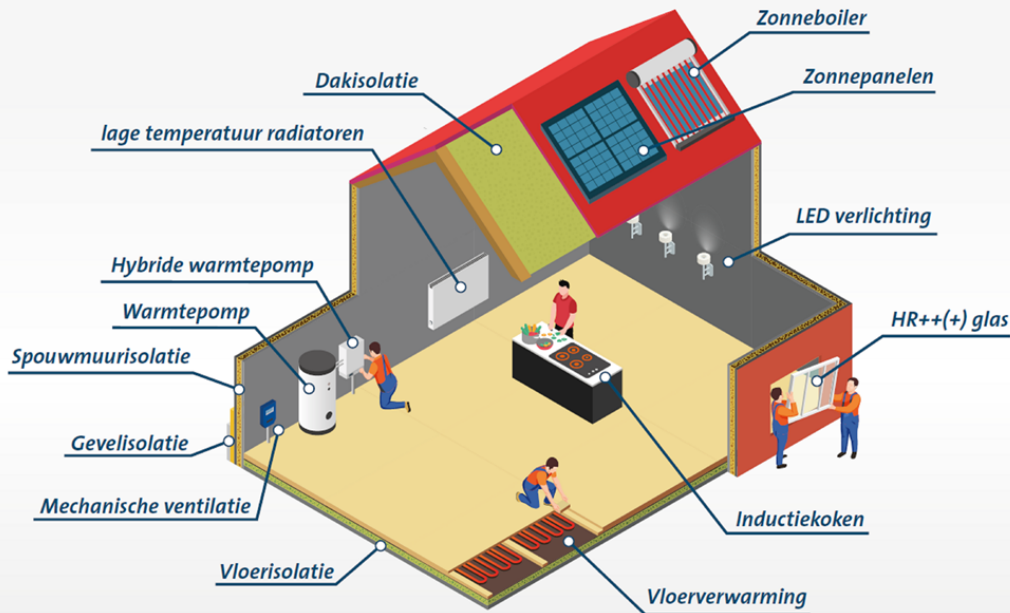 Zonneboiler
Dakisolatie
Zonnepanelen
lage temperatuur radiatoren
LED verlichting
Hybride warmtepomp
Warmtepomp
HR++(+) glas
Spouwmuurisolatie
Gevelisolatie
Mechanische ventilatie
Inductiekoken
Vloerisolatie
Vloerverwarming